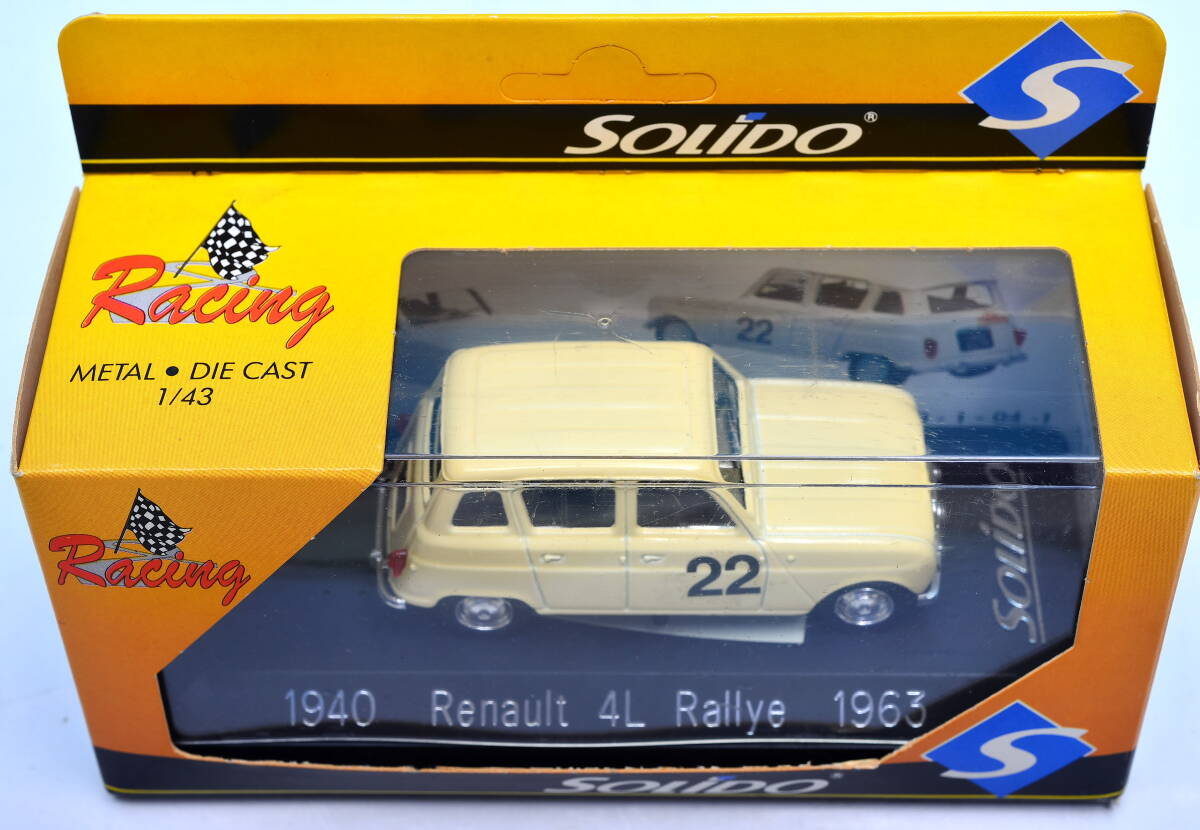 SOLIDO®
S
Racing
METAL • DIE CAST
1/43
22
Racing
22
SOLIDO
1940 Renault 4L Rallye 1963
S
SOLIDO®